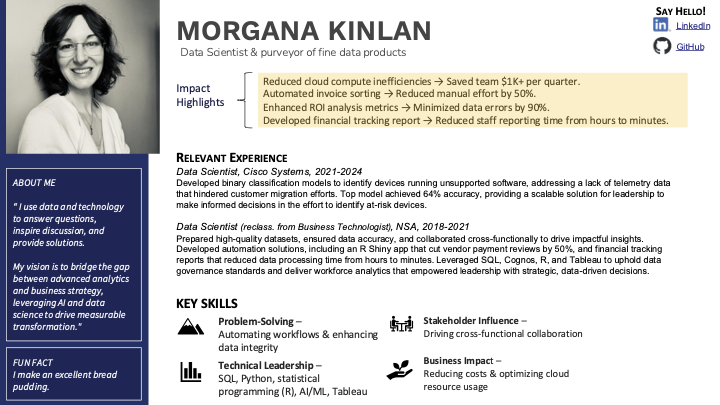 MORGANA KINLAN
Data Scientist & purveyor of fine data products
SAY HELLO!
LinkedIn
GitHub
Impact
Highlights
Reduced cloud compute inefficiencies → Saved team $1K+ per quarter.
Automated invoice sorting → Reduced manual effort by 50%.
Enhanced ROI analysis metrics → Minimized data errors by 90%.
Developed financial tracking report → Reduced staff reporting time from hours to minutes.
ABOUT ME
" I use data and technology
to answer questions,
inspire discussion, and
provide solutions.
My vision is to bridge the gap
between advanced analytics
and business strategy,
leveraging AI and data
science to drive measurable
transformation."
FUN FACT
I make an excellent bread
pudding.
RELEVANT EXPERIENCE
Data Scientist, Cisco Systems, 2021-2024
Developed binary classification models to identify devices running unsupported software, addressing a lack of telemetry data
that hindered customer migration efforts. Top model achieved 64% accuracy, providing a scalable solution for leadership to
make informed decisions in the effort to identify at-risk devices.
Data Scientist (reclass. from Business Technologist), NSA, 2018-2021
Prepared high-quality datasets, ensured data accuracy, and collaborated cross-functionally to drive impactful insights.
Developed automation solutions, including an R Shiny app that cut vendor payment reviews by 50%, and financial tracking
reports that reduced data processing time from hours to minutes. Leveraged SQL, Cognos, R, and Tableau to uphold data
governance standards and deliver workforce analytics that empowered leadership with strategic, data-driven decisions.
KEY SKILLS
Problem-Solving –
Automating workflows & enhancing
data integrity
Stakeholder Influence –
Driving cross-functional collaboration
Technical Leadership –
SQL, Python, statistical
programming (R), AI/ML, Tableau
Business Impact –
Reducing costs & optimizing cloud
resource usage